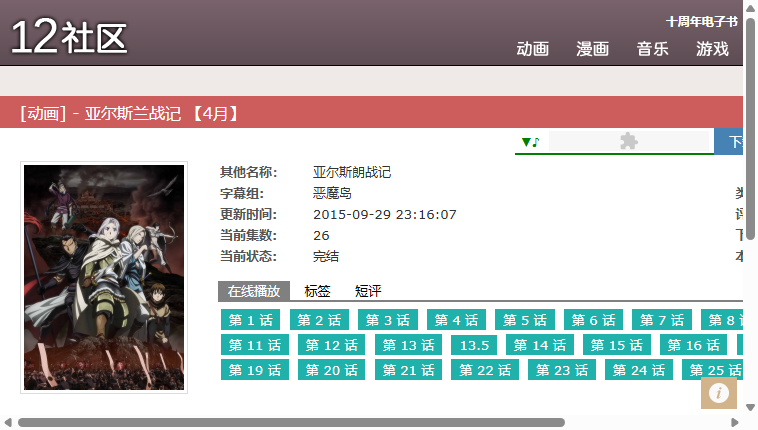 十周年电子书
12社区
动画 漫画 音乐 游戏
[动画] - 亚尔斯兰战记 【4月】
▼♪
其他名称： 亚尔斯朗战记
字幕组： 恶魔岛
更新时间： 2015-09-29 23:16:07
当前集数： 26
当前状态： 完结
在线播放 标签 短评
第 1 话 第 2 话 第 3 话 第 4 话 第 5 话 第 6 话 第 7 话 第 8
第 11 话 第 12 话 第 13 话 13.5 第 14 话 第 15 话 第 16 话
第 19 话 第 20 话 第 21 话 第 22 话 第 23 话 第 24 话 第 25 话